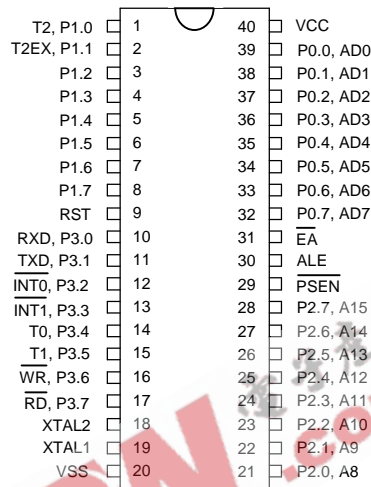 T2, P1.0 1 40 VCC
T2EX, P1.1 2 39 P0.0, AD0
P1.2 3 38 P0.1, AD1
P1.3 4 37 P0.2, AD2
P1.4 5 36 P0.3, AD3
P1.5 6 35 P0.4, AD4
P1.6 7 34 P0.5, AD5
P1.7 8 33 P0.6, AD6
RST 9 32 P0.7, AD7
RXD, P3.0 10 31 EA
TXD, P3.1 11 30 ALE
INT0, P3.2 12 29 PSEN
INT1, P3.3 13 28 P2.7, A15
T0, P3.4 14 27 P2.6, A14
T1, P3.5 15 26 P2.5, A13
WR, P3.6 16 25 P2.4, A12
RD, P3.7 17 24 P2.3, A11
XTAL2 18 23 P2.2, A10
XTAL1 19 22 P2.1, A9
VSS 20 21 P2.0, A8